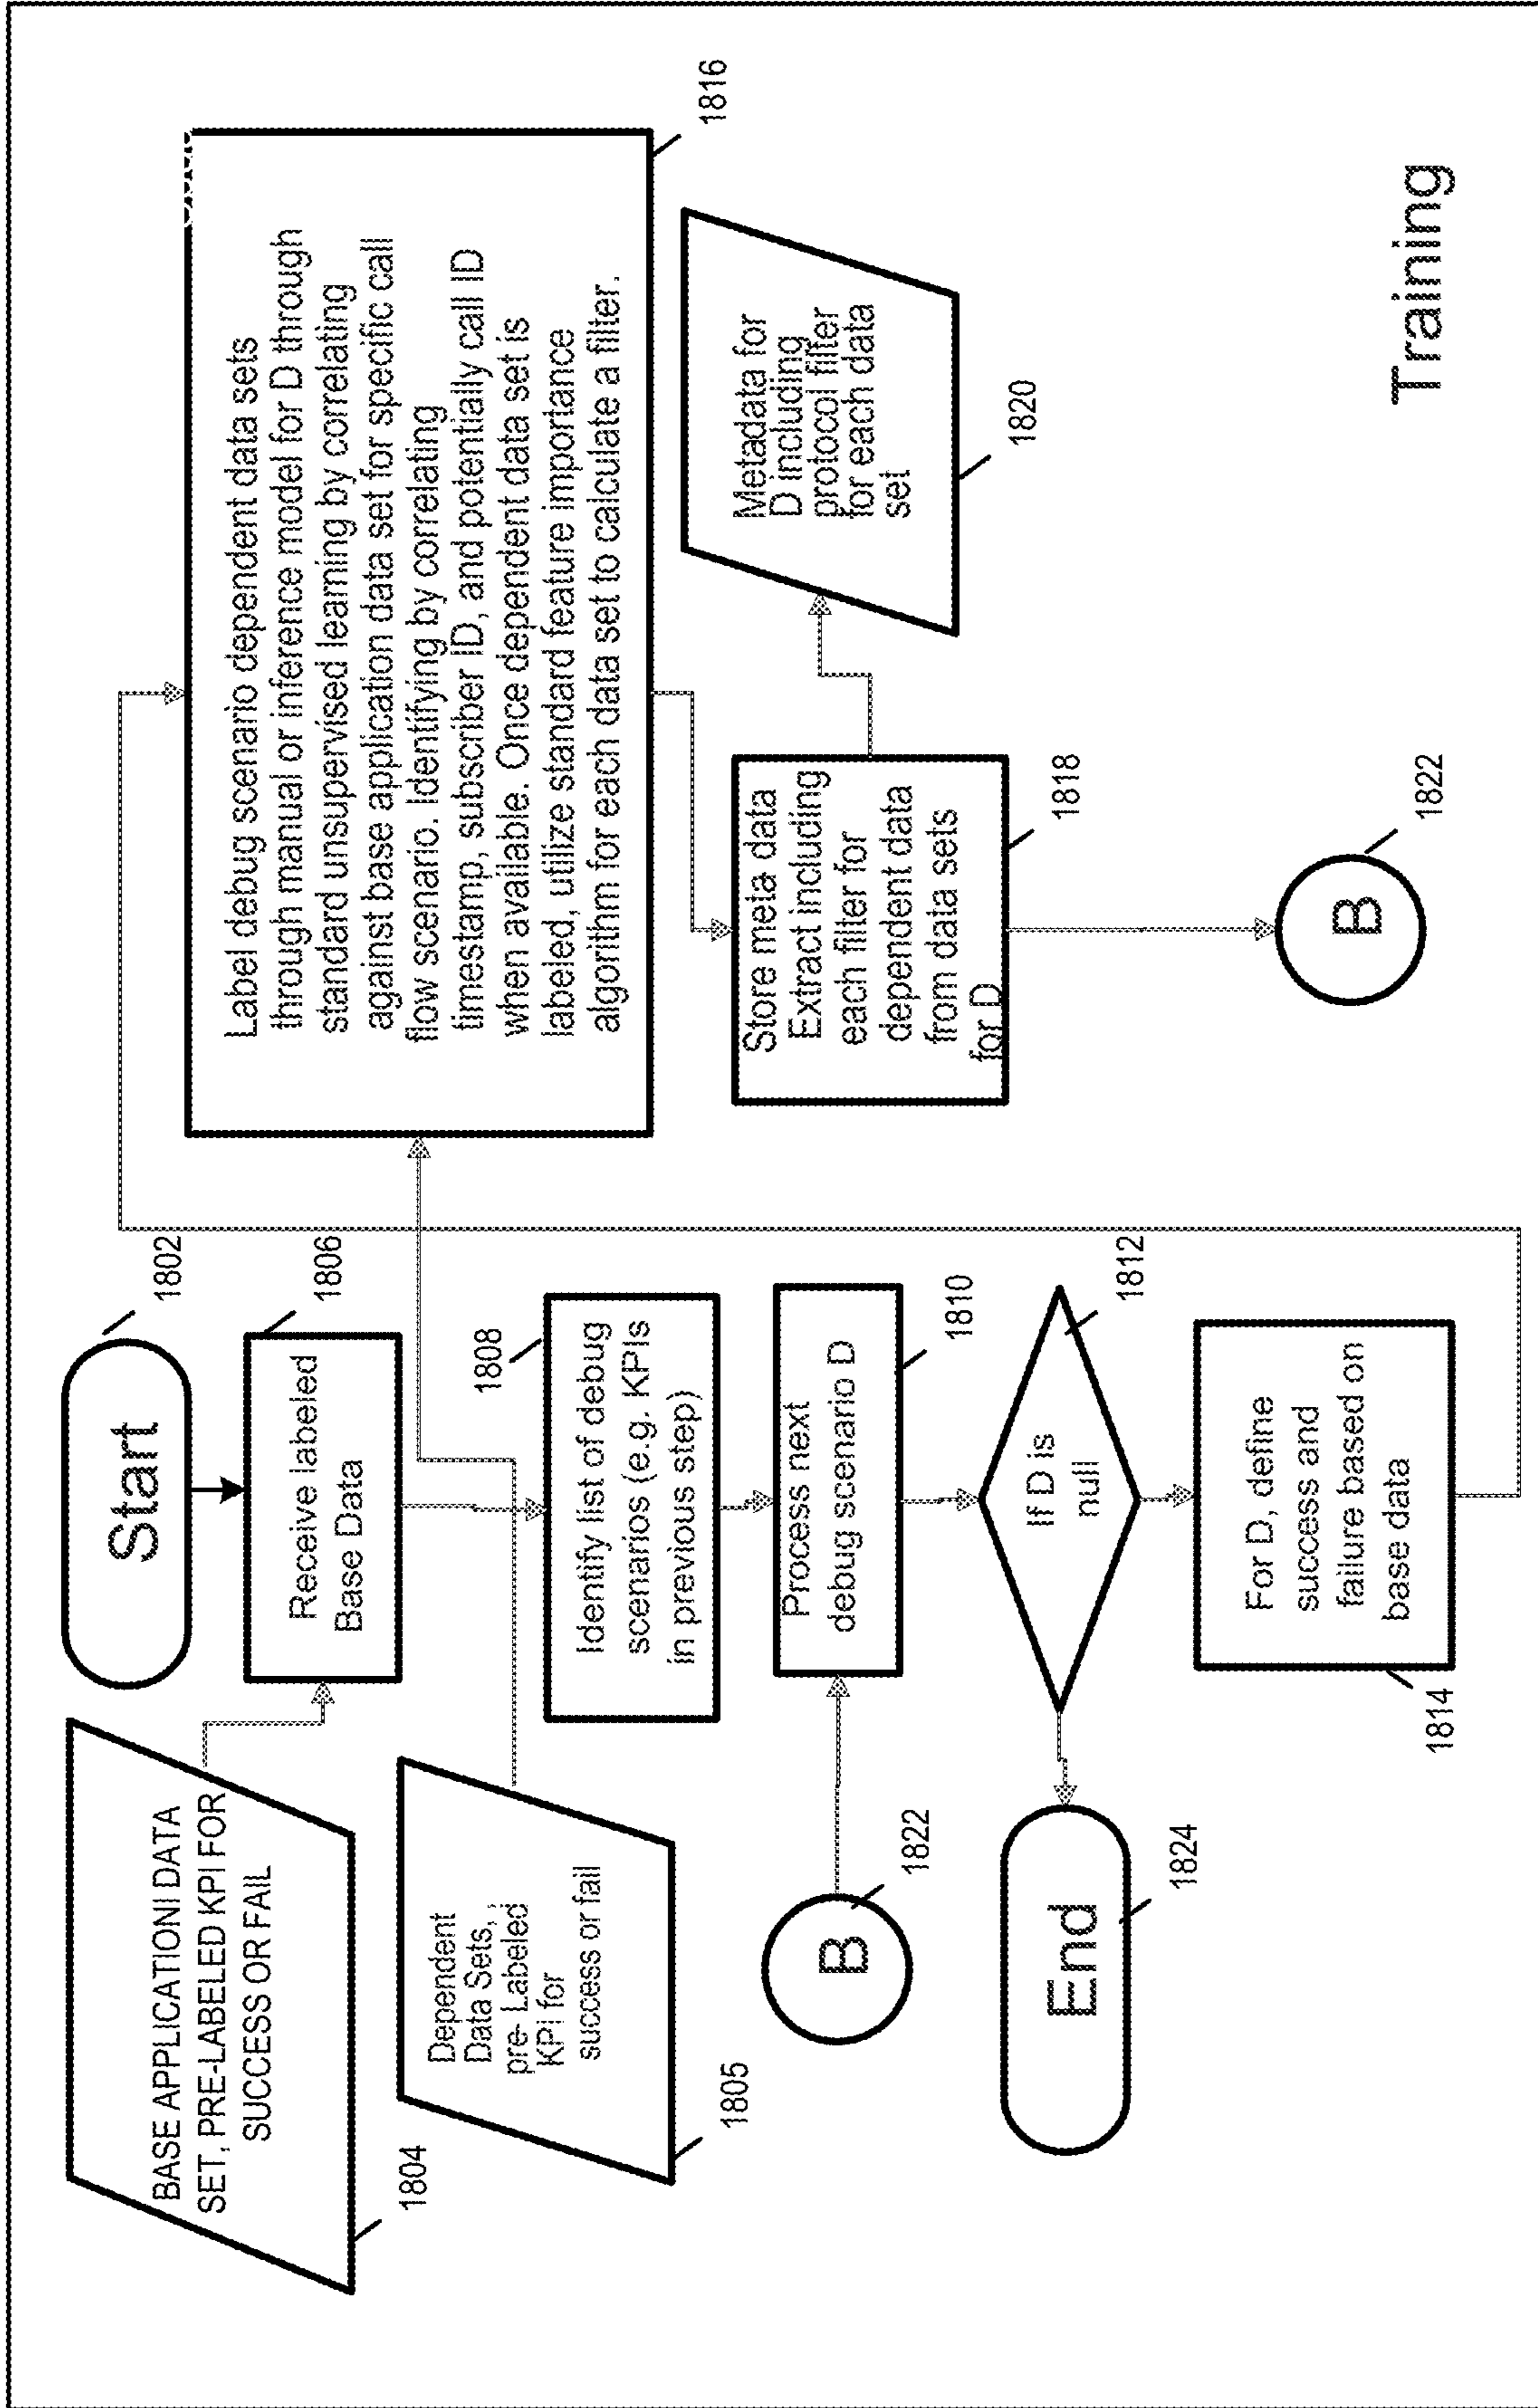 Start
1802
BASE APPLICATIONI DATA
SET, PRE-LABELED KPI FOR
SUCCESS OR FAIL
1804
Receive labeled
Base Data
1806
Dependent
Data Sets,
pre- Labeled
KPI for
success or fail
1805
Identify list of debug
scenarios (e.g. KPIs
in previous step)
1808
B
1822
Process next
debug scenario D
1810
If D is
null
1812
End
1824
For D, define
success and
failure based on
base data
1814
Label debug scenario dependent data sets
through manual or inference model for D through
standard unsupervised learning by correlating
against base application data set for specific call
flow scenario. Identifying by correlating
timestamp, subscriber ID, and potentially call ID
when available. Once dependent data set is
labeled, utilize standard feature importance
algorithm for each data set to calculate a filter.
1816
Store meta data
Extract including
each filter for
dependent data
from data sets
for D
1818
Metadata for
D including
protocol filter
for each data
set
1820
B
1822
Training